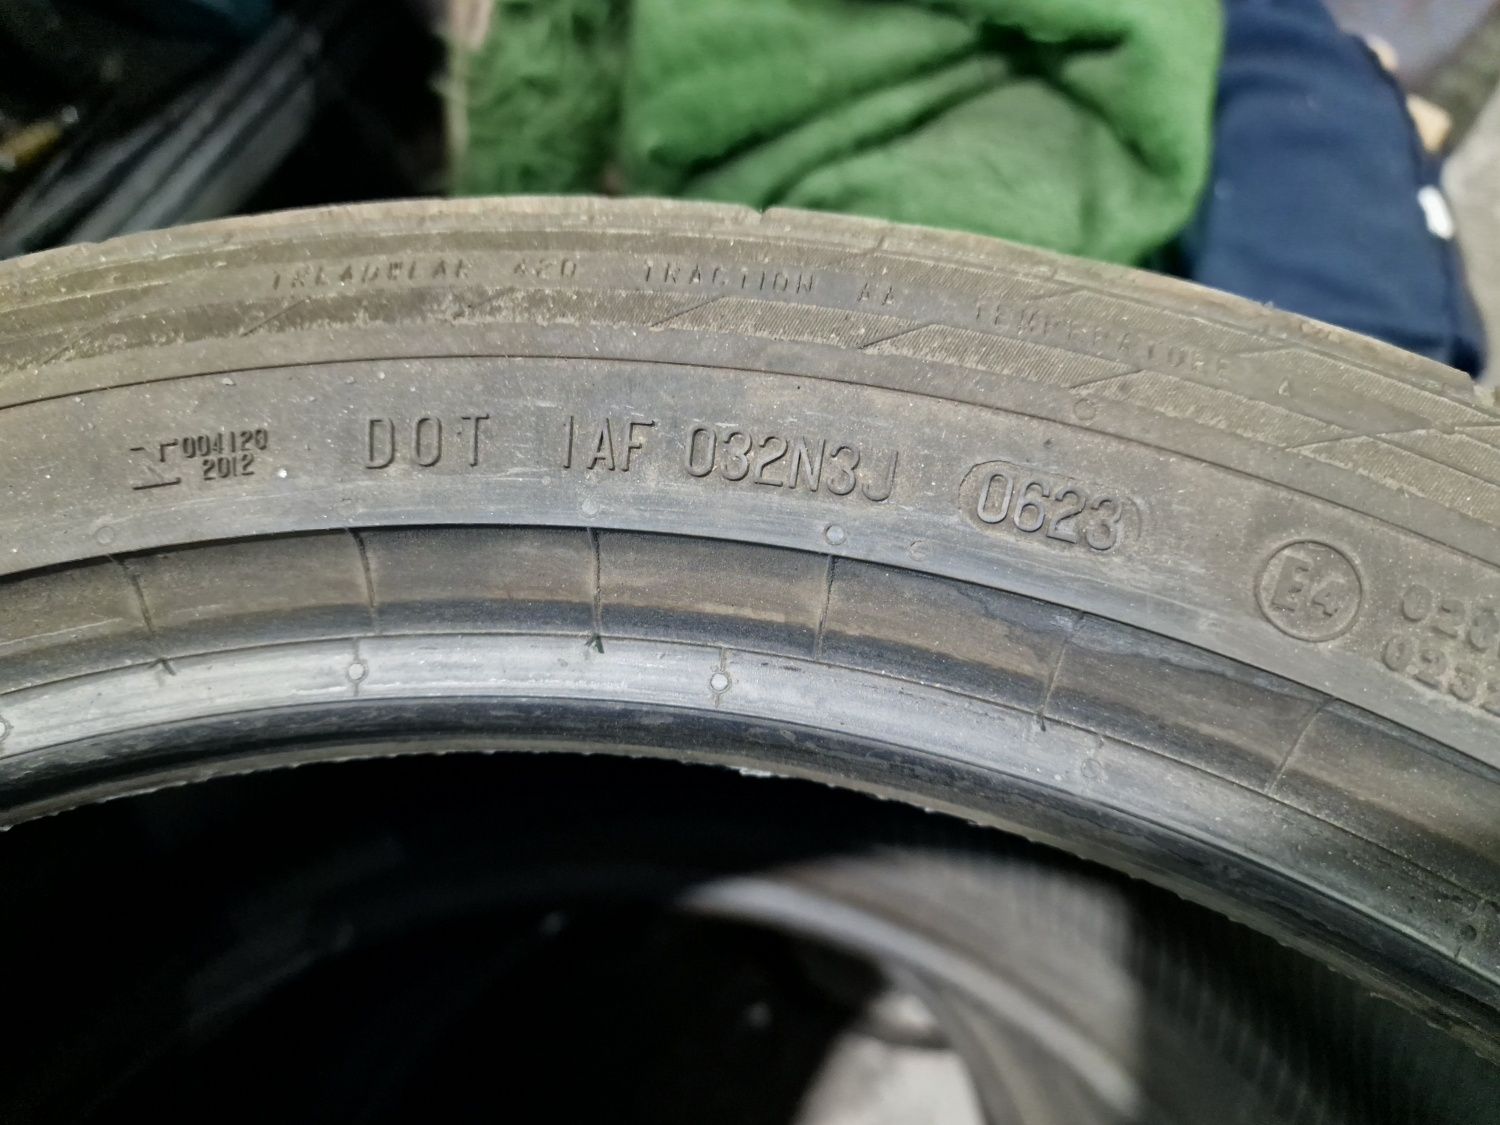 TREADWEAR 420 TRACTION AA TEMPERATURE A
004120
2012
DOT 1AF 032N3J 0623
E4